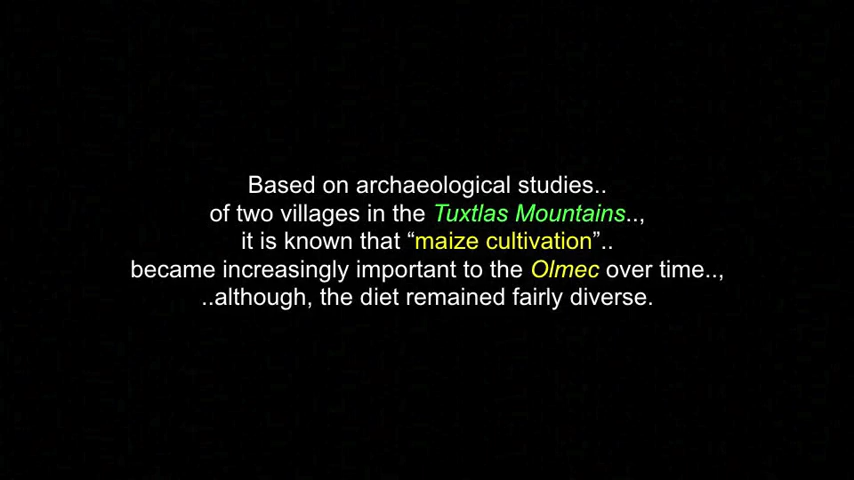 Based on archaeological studies..
of two villages in the Tuxtlas Mountains..,
it is known that “maize cultivation”..
became increasingly important to the Olmec over time..,
..although, the diet remained fairly diverse.